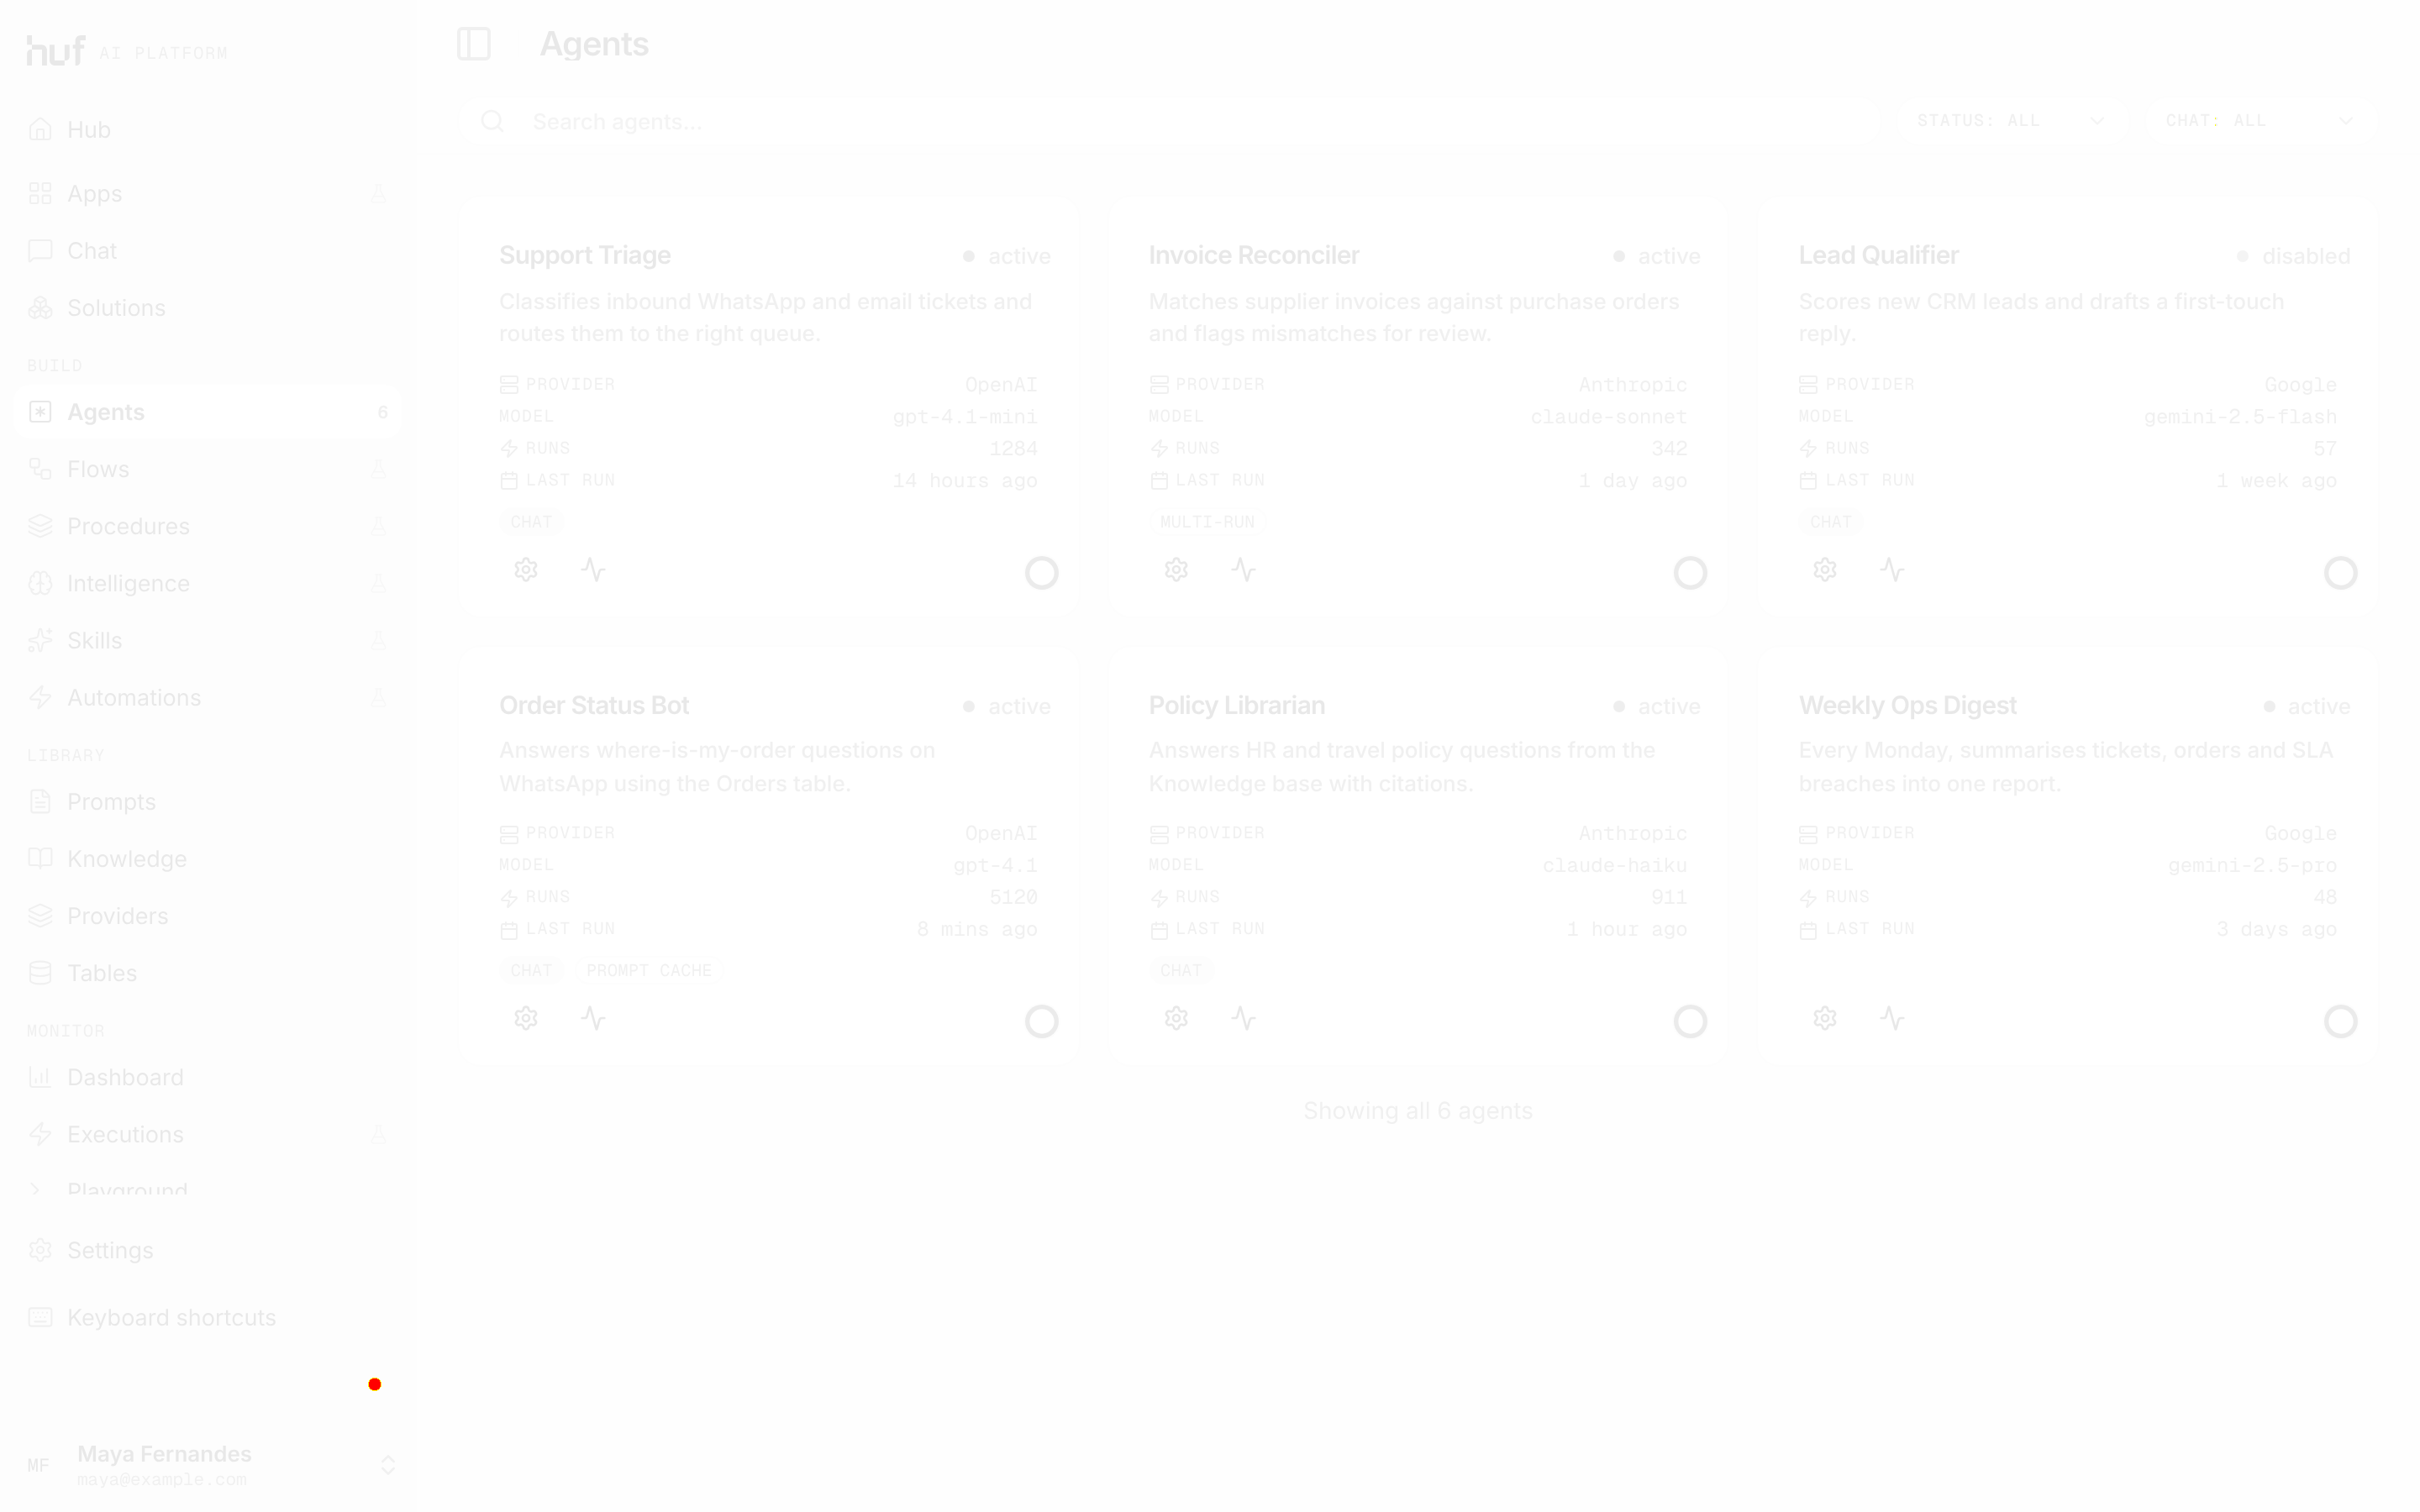 huf AI PLATFORM
Hub
Apps
Chat
Solutions
BUILD
Agents 6
Flows
Procedures
Intelligence
Skills
Automations
LIBRARY
Prompts
Knowledge
Providers
Tables
MONITOR
Dashboard
Executions
Playground
Settings
Keyboard shortcuts
MF Maya Fernandes
maya@example.com
Agents
Search agents...
STATUS: ALL
CHAT: ALL
Support Triage active
Classifies inbound WhatsApp and email tickets and
routes them to the right queue.
PROVIDER OpenAI
MODEL gpt-4.1-mini
RUNS 1284
LAST RUN 14 hours ago
CHAT
Invoice Reconciler active
Matches supplier invoices against purchase orders
and flags mismatches for review.
PROVIDER Anthropic
MODEL claude-sonnet
RUNS 342
LAST RUN 1 day ago
MULTI-RUN
Lead Qualifier disabled
Scores new CRM leads and drafts a first-touch
reply.
PROVIDER Google
MODEL gemini-2.5-flash
RUNS 57
LAST RUN 1 week ago
CHAT
Order Status Bot active
Answers where-is-my-order questions on
WhatsApp using the Orders table.
PROVIDER OpenAI
MODEL gpt-4.1
RUNS 5120
LAST RUN 8 mins ago
CHAT PROMPT CACHE
Policy Librarian active
Answers HR and travel policy questions from the
Knowledge base with citations.
PROVIDER Anthropic
MODEL claude-haiku
RUNS 911
LAST RUN 1 hour ago
CHAT
Weekly Ops Digest active
Every Monday, summarises tickets, orders and SLA
breaches into one report.
PROVIDER Google
MODEL gemini-2.5-pro
RUNS 48
LAST RUN 3 days ago
Showing all 6 agents